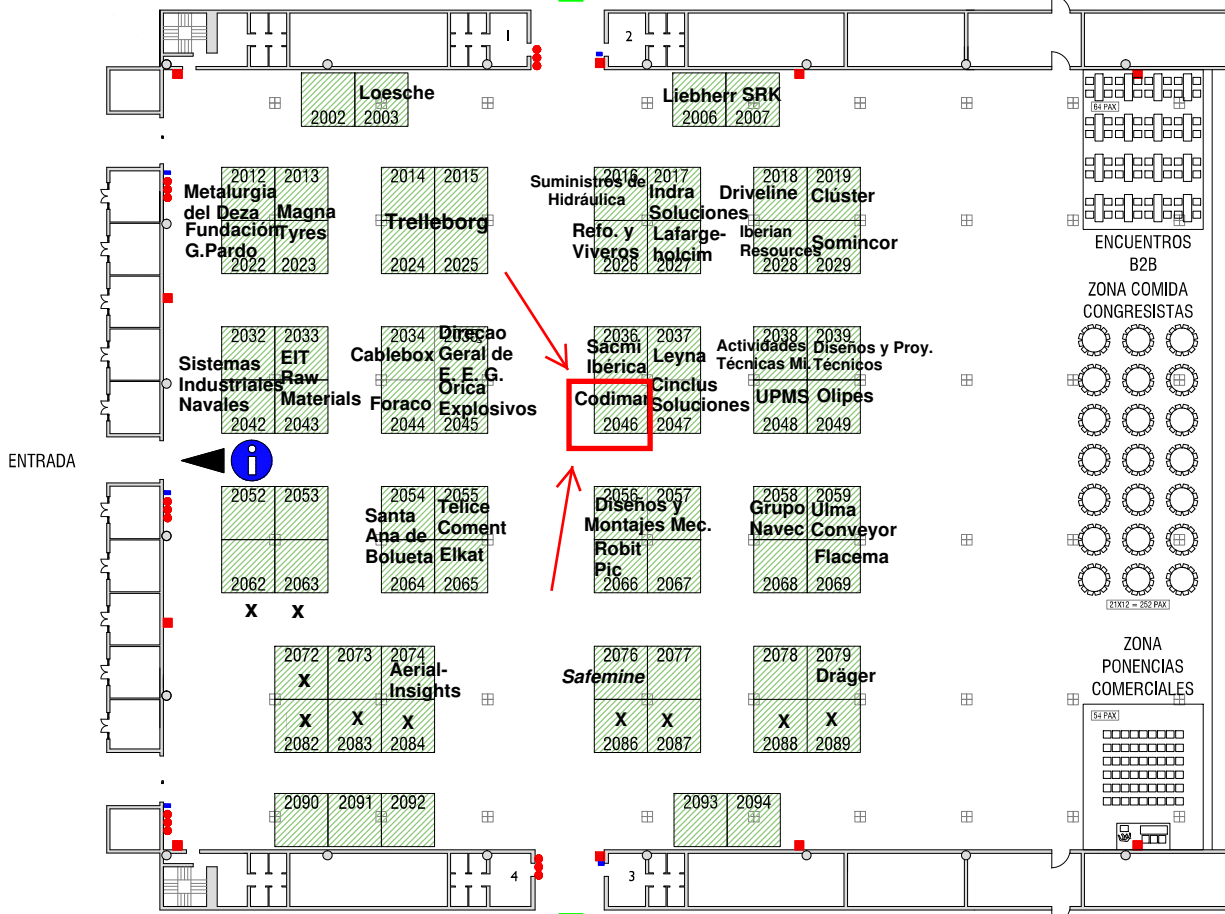 1
2
Loesche
2002 2003
Liebherr SRK
2006 2007
64 PAX
2012 2013
Metalurgia
del Deza
Magna
Tyres
Fundación
G.Pardo
2022 2023
2014 2015
Trelleborg
2024 2025
2016 2017
Suministros de
Hidráulica
Indra
Soluciones
Refo. y
Viveros
Lafarge-
holcim
2026 2027
2018 2019
Driveline
Clúster
Iberian
Resources
Somincor
2028 2029
ENCUENTROS
B2B
ZONA COMIDA
CONGRESISTAS
2032 2033
Sistemas
Industriales
Navales
EIT
Raw
Materials
2042 2043
2034 2035
Cablebox
Direçao
Geral de
E. E. G.
Foraco
Orica
Explosivos
2044 2045
2036 2037
Sacmi
Ibérica
Leyna
Codimar
Cinclus
Soluciones
2046 2047
2038 2039
Actividades
Técnicas Mi.
Diseños y Proy.
Técnicos
UPMS
Olipes
2048 2049
ENTRADA
i
2052 2053
2062 2063
X X
2054 2055
Santa
Ana de
Bolueta
Telice
Coment
Elkat
2064 2065
2056 2057
Diseños y
Montajes Mec.
Robit
Pic
2066 2067
2058 2059
Grupo
Navec
Ulma
Conveyor
Flacema
2068 2069
21X12 = 252 PAX
2072 2073 2074
X
Aerial-
Insights
X X X
2082 2083 2084
2076 2077
Safemine
X X
2086 2087
2078 2079
Dräger
X X
2088 2089
ZONA
PONENCIAS
COMERCIALES
54 PAX
2090 2091 2092
2093 2094
4
3